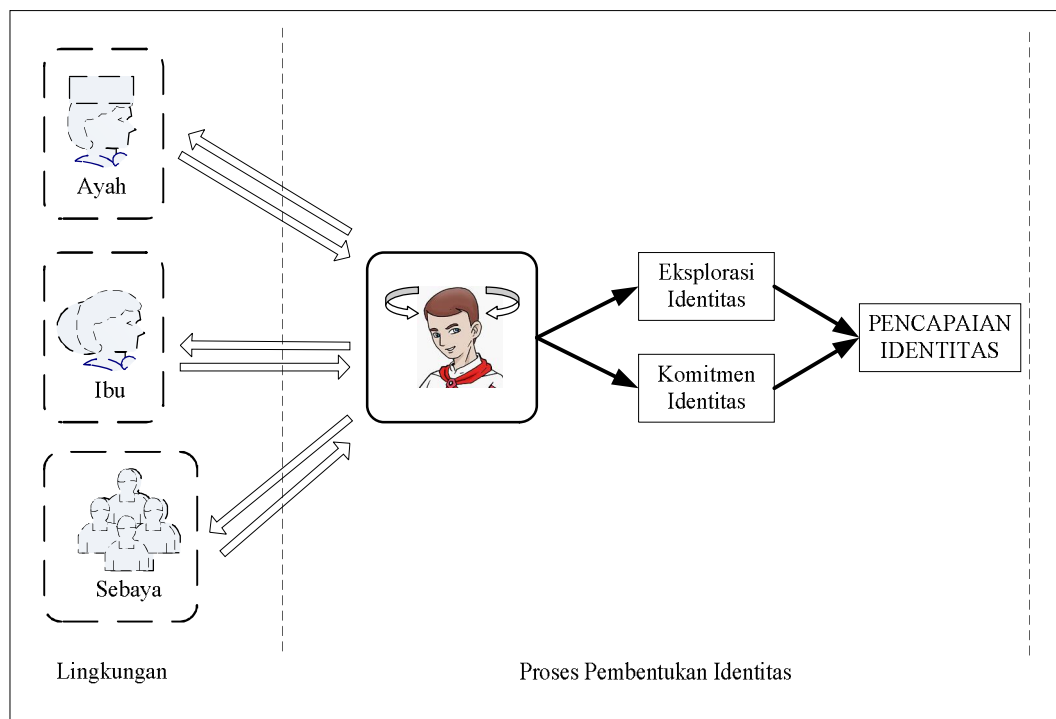 Ayah
Ibu
Sebaya
Eksplorasi
Identitas
Komitmen
Identitas
PENCAPAIAN
IDENTITAS
Lingkungan
Proses Pembentukan Identitas